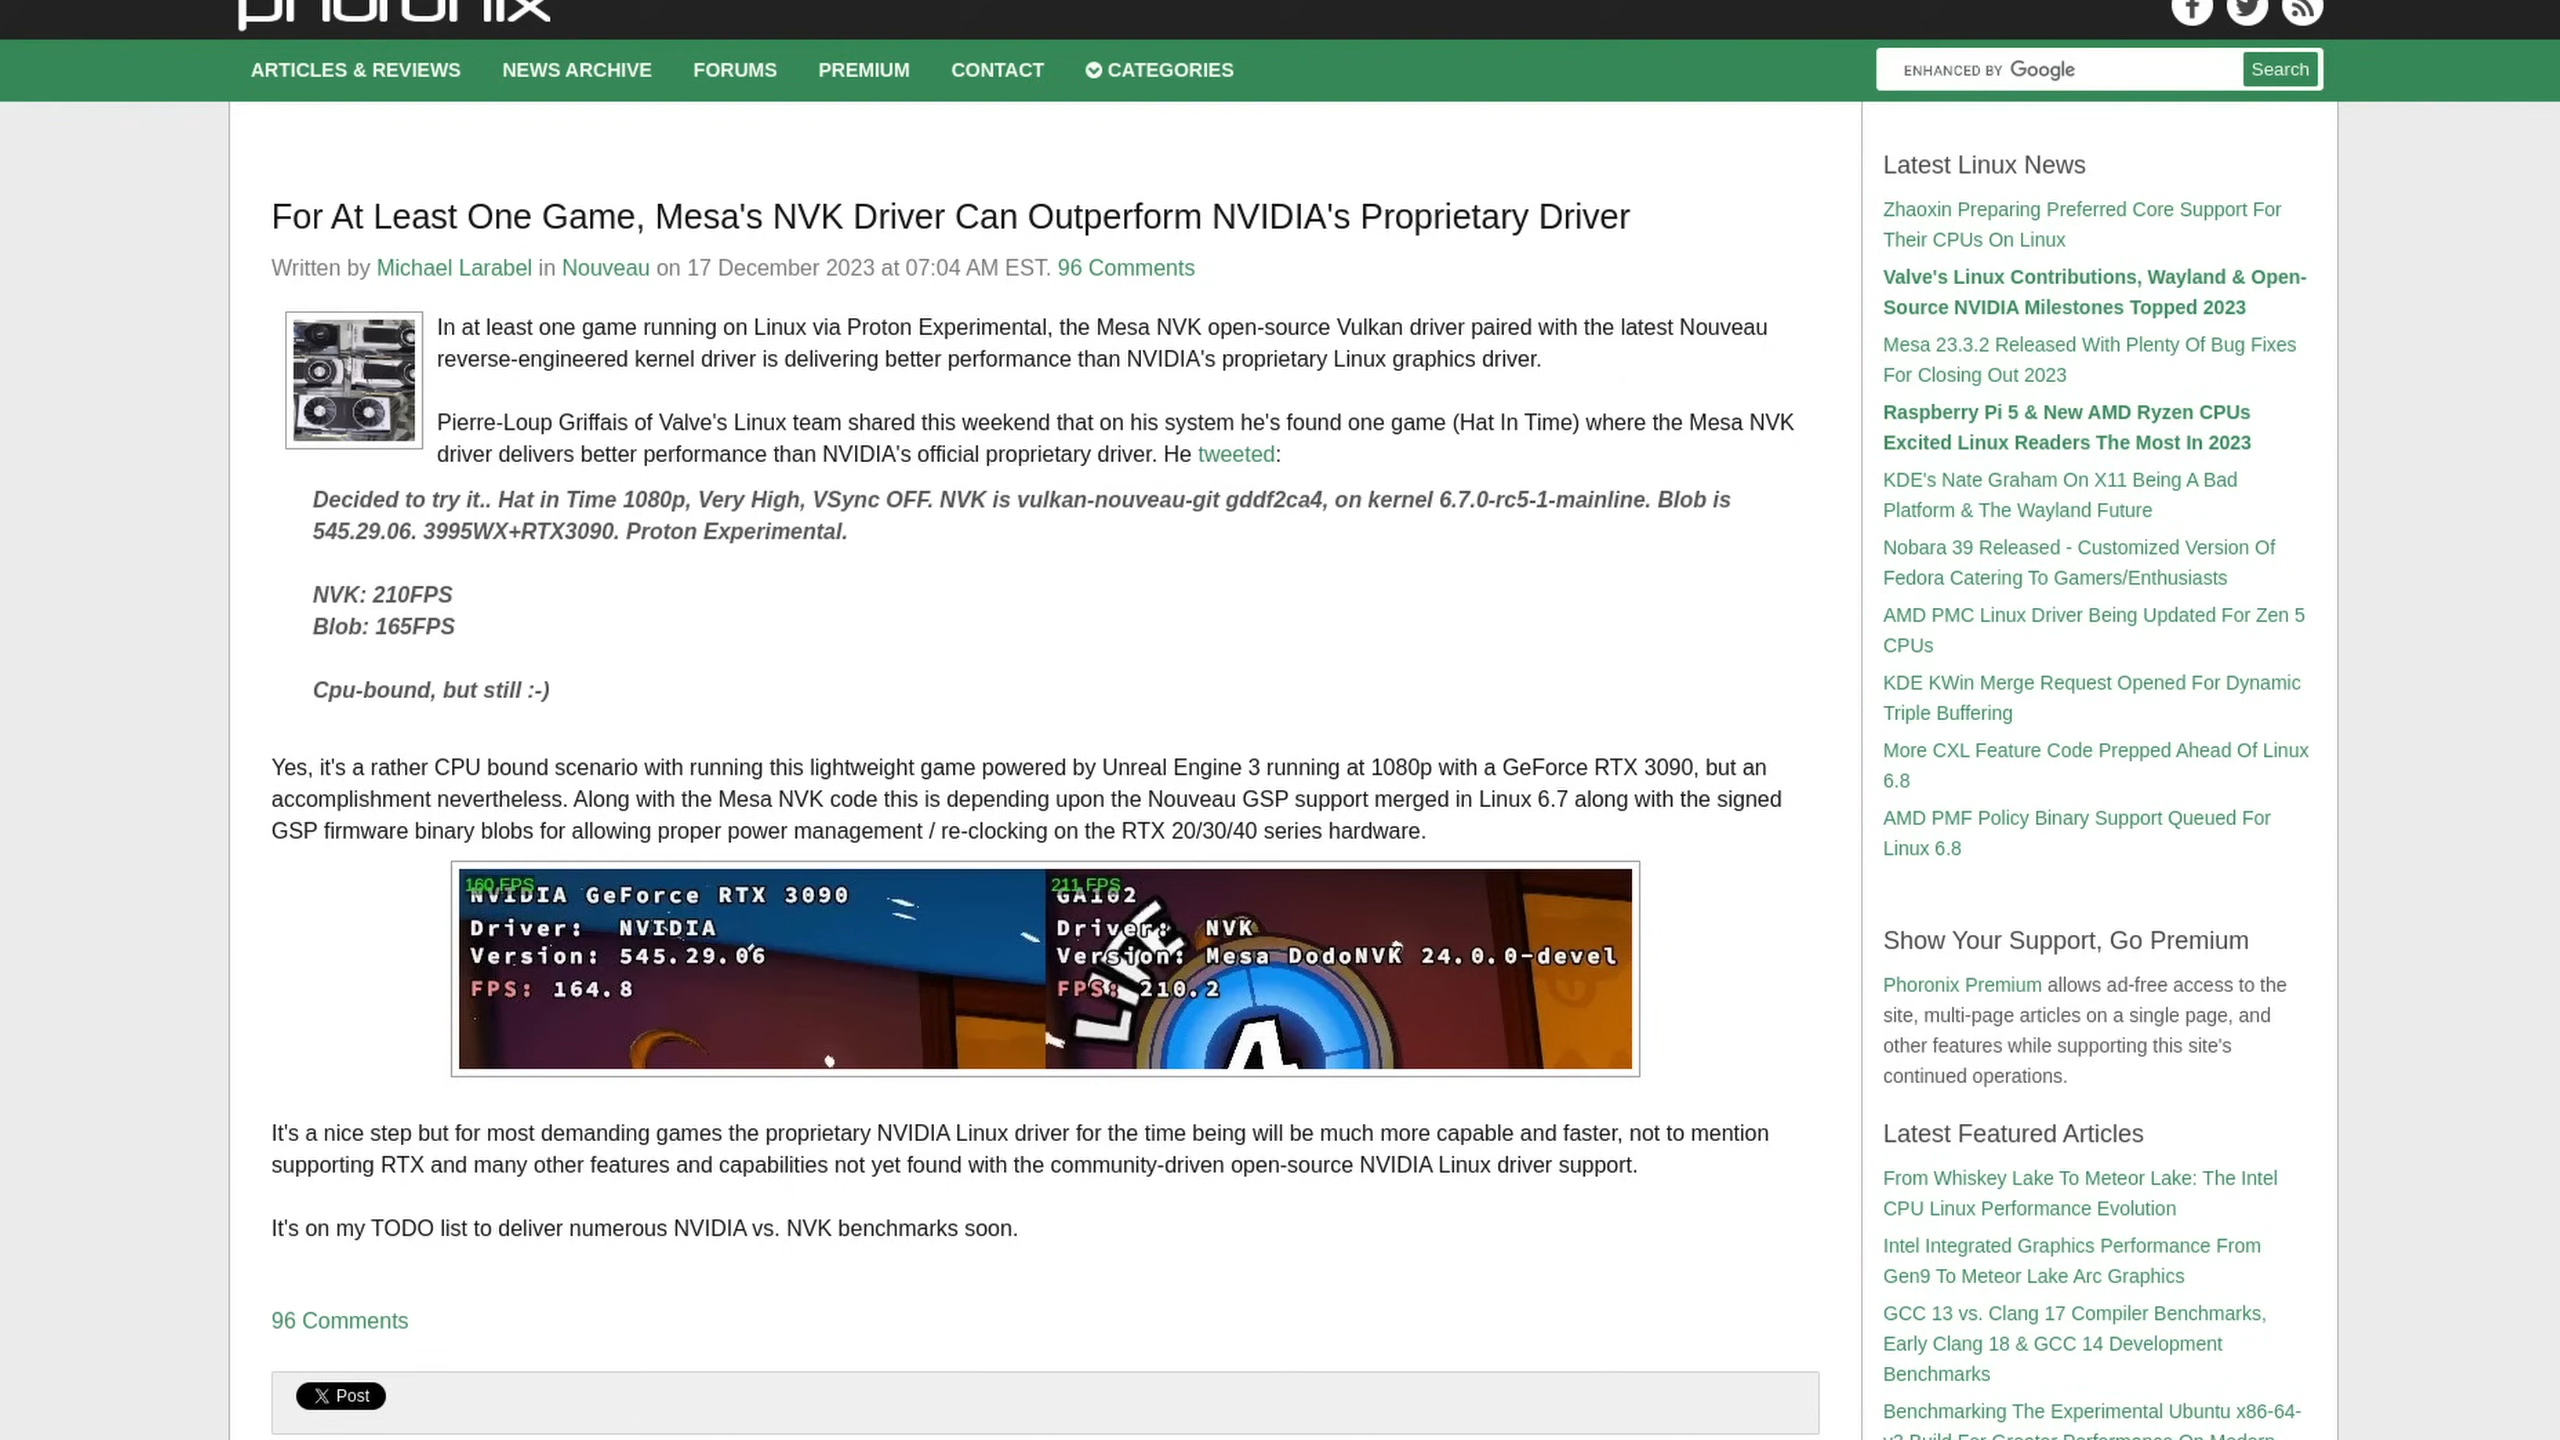 phoronix
ARTICLES & REVIEWS NEWS ARCHIVE FORUMS PREMIUM CONTACT CATEGORIES
ENHANCED BY Google Search
For At Least One Game, Mesa's NVK Driver Can Outperform NVIDIA's Proprietary Driver
Written by Michael Larabel in Nouveau on 17 December 2023 at 07:04 AM EST. 96 Comments
In at least one game running on Linux via Proton Experimental, the Mesa NVK open-source Vulkan driver paired with the latest Nouveau
reverse-engineered kernel driver is delivering better performance than NVIDIA's proprietary Linux graphics driver.
Pierre-Loup Griffais of Valve's Linux team shared this weekend that on his system he's found one game (Hat In Time) where the Mesa NVK
driver delivers better performance than NVIDIA's official proprietary driver. He tweeted:
Decided to try it.. Hat in Time 1080p, Very High, VSync OFF. NVK is vulkan-nouveau-git gddf2ca4, on kernel 6.7.0-rc5-1-mainline. Blob is
545.29.06. 3995WX+RTX3090. Proton Experimental.
NVK: 210FPS
Blob: 165FPS
Cpu-bound, but still :-)
Yes, it's a rather CPU bound scenario with running this lightweight game powered by Unreal Engine 3 running at 1080p with a GeForce RTX 3090, but an
accomplishment nevertheless. Along with the Mesa NVK code this is depending upon the Nouveau GSP support merged in Linux 6.7 along with the signed
GSP firmware binary blobs for allowing proper power management / re-clocking on the RTX 20/30/40 series hardware.
160 FPS
NVIDIA GeForce RTX 3090
Driver: NVIDIA
Version: 545.29.06
FPS: 164.8
211 FPS
GA102
Driver: NVK
Version: Mesa DodoNVK 24.0.0-devel
FPS: 210.2
LIFE
4
It's a nice step but for most demanding games the proprietary NVIDIA Linux driver for the time being will be much more capable and faster, not to mention
supporting RTX and many other features and capabilities not yet found with the community-driven open-source NVIDIA Linux driver support.
It's on my TODO list to deliver numerous NVIDIA vs. NVK benchmarks soon.
96 Comments
Post
Latest Linux News
Zhaoxin Preparing Preferred Core Support For
Their CPUs On Linux
Valve's Linux Contributions, Wayland & Open-
Source NVIDIA Milestones Topped 2023
Mesa 23.3.2 Released With Plenty Of Bug Fixes
For Closing Out 2023
Raspberry Pi 5 & New AMD Ryzen CPUs
Excited Linux Readers The Most In 2023
KDE's Nate Graham On X11 Being A Bad
Platform & The Wayland Future
Nobara 39 Released - Customized Version Of
Fedora Catering To Gamers/Enthusiasts
AMD PMC Linux Driver Being Updated For Zen 5
CPUs
KDE KWin Merge Request Opened For Dynamic
Triple Buffering
More CXL Feature Code Prepped Ahead Of Linux
6.8
AMD PMF Policy Binary Support Queued For
Linux 6.8
Show Your Support, Go Premium
Phoronix Premium allows ad-free access to the
site, multi-page articles on a single page, and
other features while supporting this site's
continued operations.
Latest Featured Articles
From Whiskey Lake To Meteor Lake: The Intel
CPU Linux Performance Evolution
Intel Integrated Graphics Performance From
Gen9 To Meteor Lake Arc Graphics
GCC 13 vs. Clang 17 Compiler Benchmarks,
Early Clang 18 & GCC 14 Development
Benchmarks
Benchmarking The Experimental Ubuntu x86-64-
v3 Build For Greater Performance On Modern